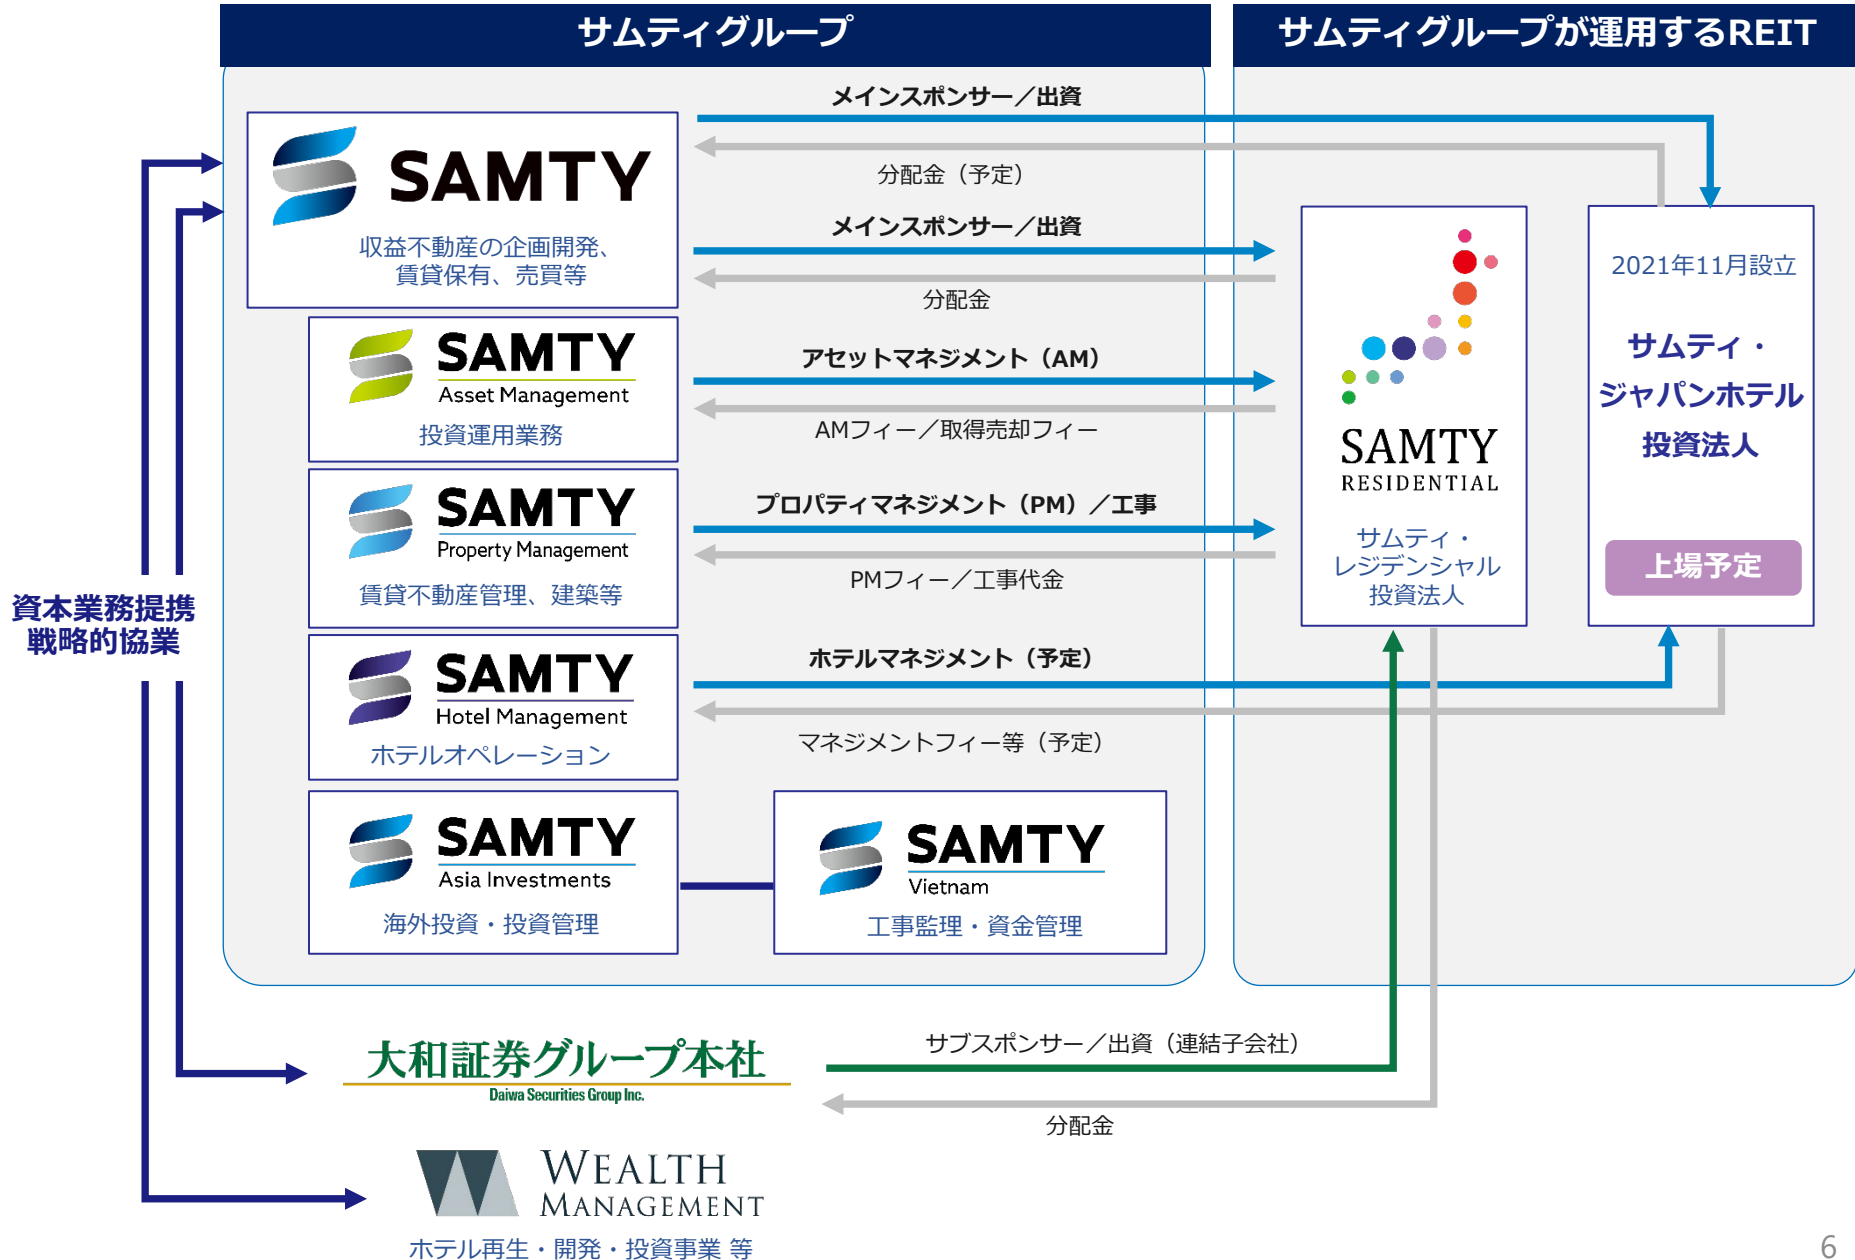 サムティグループ
サムティグループが運用するREIT
メインスポンサー／出資
分配金（予定）
SAMTY
収益不動産の企画開発、
賃貸保有、売買等
メインスポンサー／出資
分配金
SAMTY
Asset Management
投資運用業務
アセットマネジメント（AM）
AMフィー／取得売却フィー
SAMTY
Property Management
賃貸不動産管理、建築等
プロパティマネジメント（PM）／工事
PMフィー／工事代金
SAMTY
Hotel Management
ホテルオペレーション
ホテルマネジメント（予定）
マネジメントフィー等（予定）
SAMTY
Asia Investments
海外投資・投資管理
SAMTY
Vietnam
工事監理・資金管理
SAMTY
RESIDENTIAL
サムティ・
レジデンシャル
投資法人
2021年11月設立
サムティ・
ジャパンホテル
投資法人
上場予定
資本業務提携
戦略的協業
大和証券グループ本社
Daiwa Securities Group Inc.
サブスポンサー／出資（連結子会社）
分配金
WEALTH
MANAGEMENT
ホテル再生・開発・投資事業 等
6